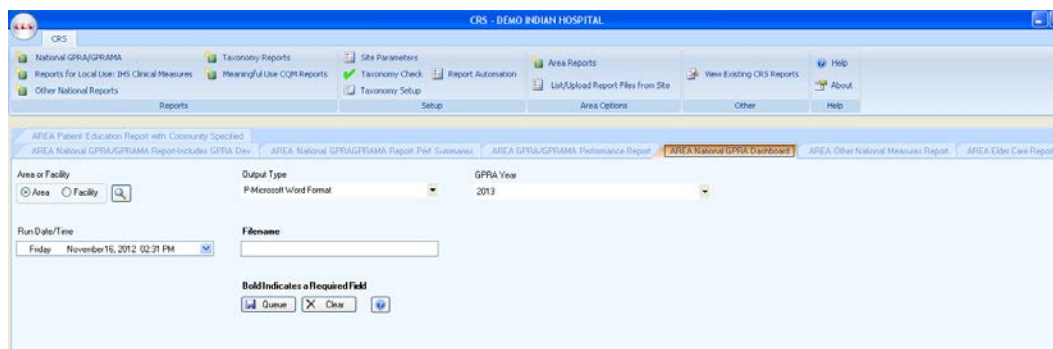 CRS - DEMO INDIAN HOSPITAL
CRS
National GPRA/GPRAMA
Reports for Local Use: IHS Clinical Measures
Other National Reports
Taxonomy Reports
Meaningful Use CQM Reports
Reports
Site Parameters
Taxonomy Check
Report Automation
Taxonomy Setup
Setup
Area Reports
List/Upload Report Files from Site
Area Options
View Existing CRS Reports
Other
Help
About
Help
AREA Patient Education Report with Community Specified
AREA National GPRA/GPRAMA Report-Includes GPRA Dev
AREA National GPRAGPRAMA Report Perf Summaries
AREA GPRA/GPRAMA Performance Report
AREA National GPRA Dashboard
AREA Other National Measures Report
AREA Elder Care Report
Area or Facility
Area
Facility
Output Type
P-Microsoft Word Format
GPRA Year
2013
Run Date/Time
Friday November16, 2012 02:31 PM
Filename
Bold Indicates a Required Field
Queue
Clear